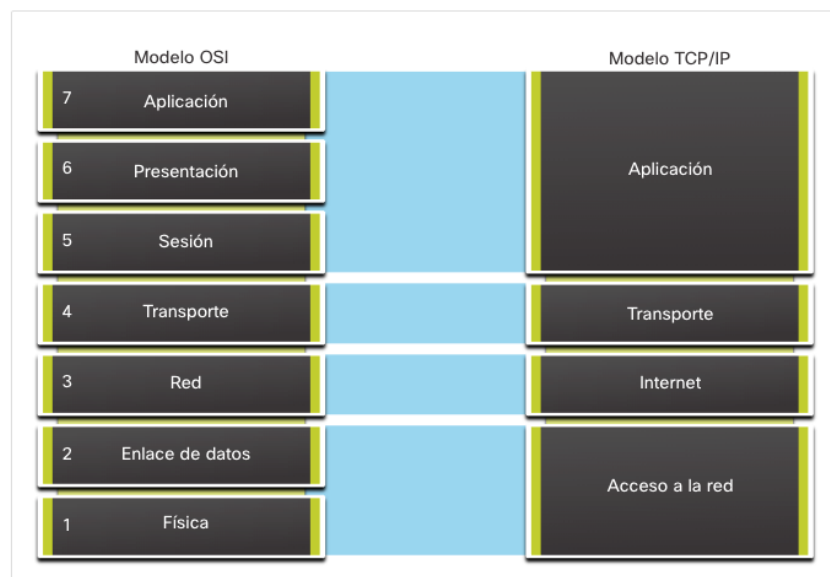 Modelo OSI
7 Aplicación
6 Presentación
5 Sesión
4 Transporte
3 Red
2 Enlace de datos
1 Física
Modelo TCP/IP
Aplicación
Transporte
Internet
Acceso a la red